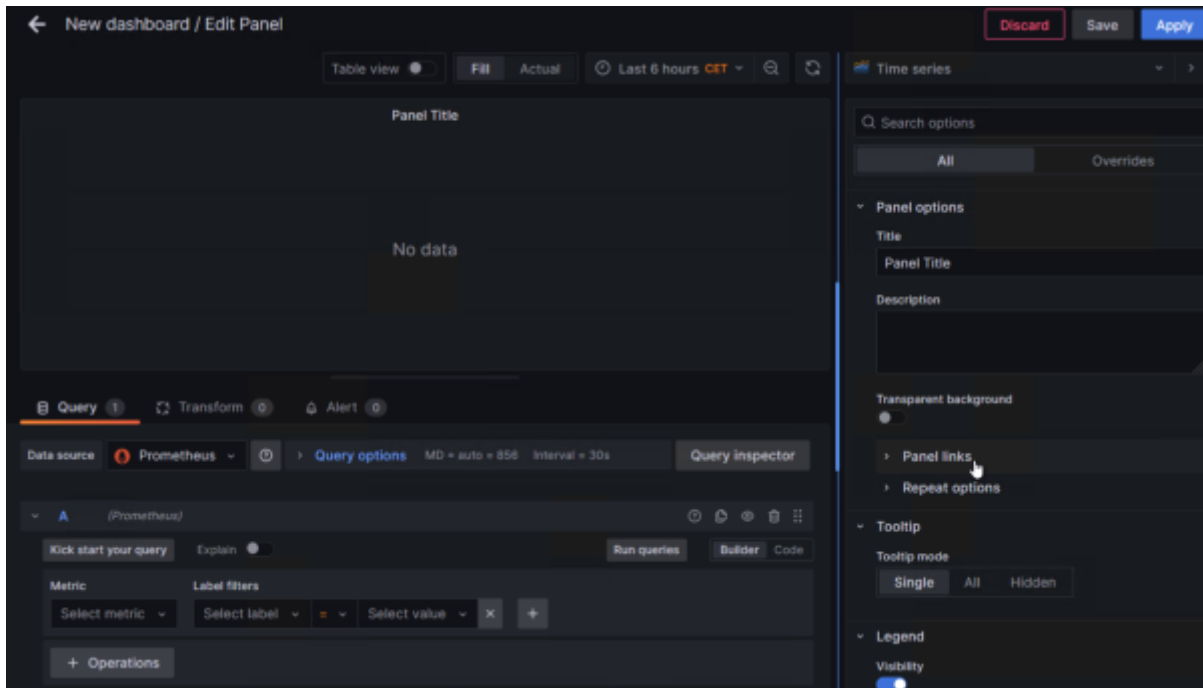 New dashboard / Edit Panel
Discard
Save
Apply
Table view
Fill
Actual
Last 6 hours CET
Time series
Panel Title
No data
Search options
All
Overrides
Panel options
Title
Panel Title
Description
Transparent background
Panel links
Repeat options
Tooltip
Tooltip mode
Single
All
Hidden
Legend
Visibility
Query 1
Transform 0
Alert 0
Data source
Prometheus
Query options
MD = auto = 856
Interval = 30s
Query inspector
A
(Prometheus)
Kick start your query
Explain
Run queries
Builder
Code
Metric
Label filters
Select metric
Select label
=
Select value
+ Operations